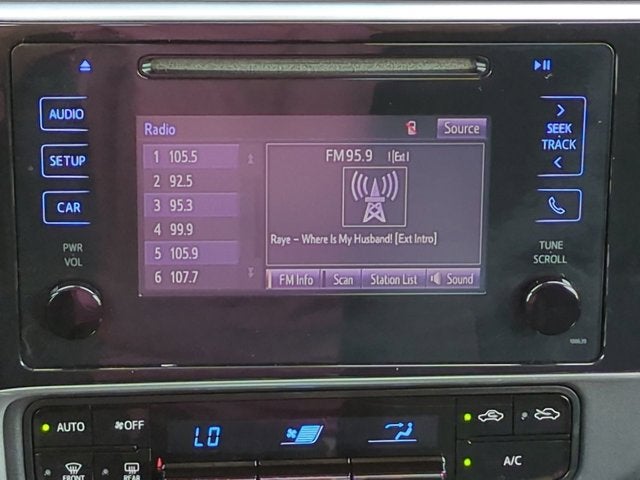 AUDIO
SETUP
CAR
PWR
VOL
Radio
Source
1 105.5
2 92.5
3 95.3
4 99.9
5 105.9
6 107.7
FM 95.9
[Ext I
Raye – Where Is My Husband! [Ext Intro]
FM Info
Scan
Station List
Sound
SEEK
TRACK
TUNE
SCROLL
AUTO
OFF
LO
A/C
FRONT
REAR